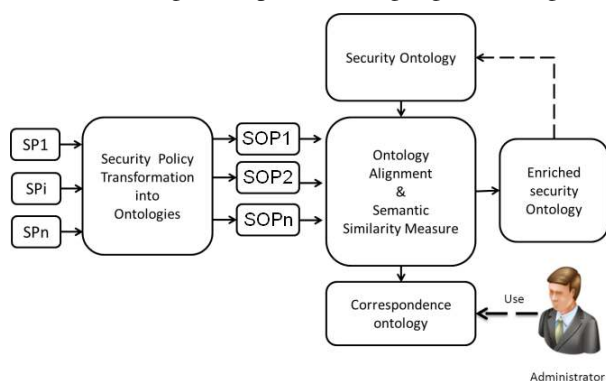 Security Ontology
SP1
SPi
SPn
Security Policy
Transformation
into
Ontologies
SOP1
SOP2
SOPn
Ontology
Alignment
&
Semantic
Similarity Measure
Enriched
security
Ontology
Correspondence
ontology
Use
Administrator